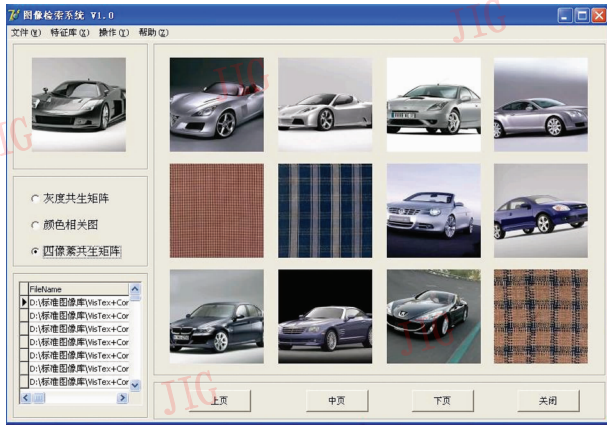 图像检索系统 V1.0
文件(W) 特征库(X) 操作(Y) 帮助(Z)
灰度共生矩阵
颜色相关图
四像素共生矩阵
FileName
D:\标准图像库\VisTex+Cor
D:\标准图像库\VisTex+Cor
D:\标准图像库\VisTex+Cor
D:\标准图像库\VisTex+Cor
D:\标准图像库\VisTex+Cor
D:\标准图像库\VisTex+Cor
D:\标准图像库\VisTex+Cor
上页 中页 下页 关闭
JIG
JIG
JIG
JIG
JIG